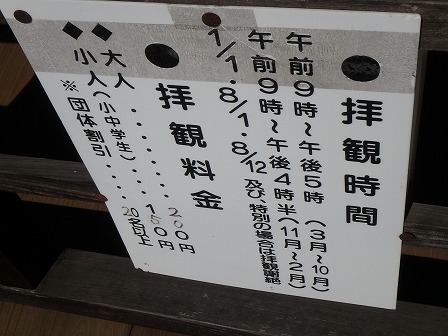 ● 拝観時間
午前9時～午後5時（3月～10月）
午前9時～午後4時半（11月～2月）
1/1・8/1・8/12及び、特別の場合は拝観謝絶
● 拝観料金
◆大人・・・・・・200円
◆小人（小中学生）・・・100円
※団体割引・・・・20名以上